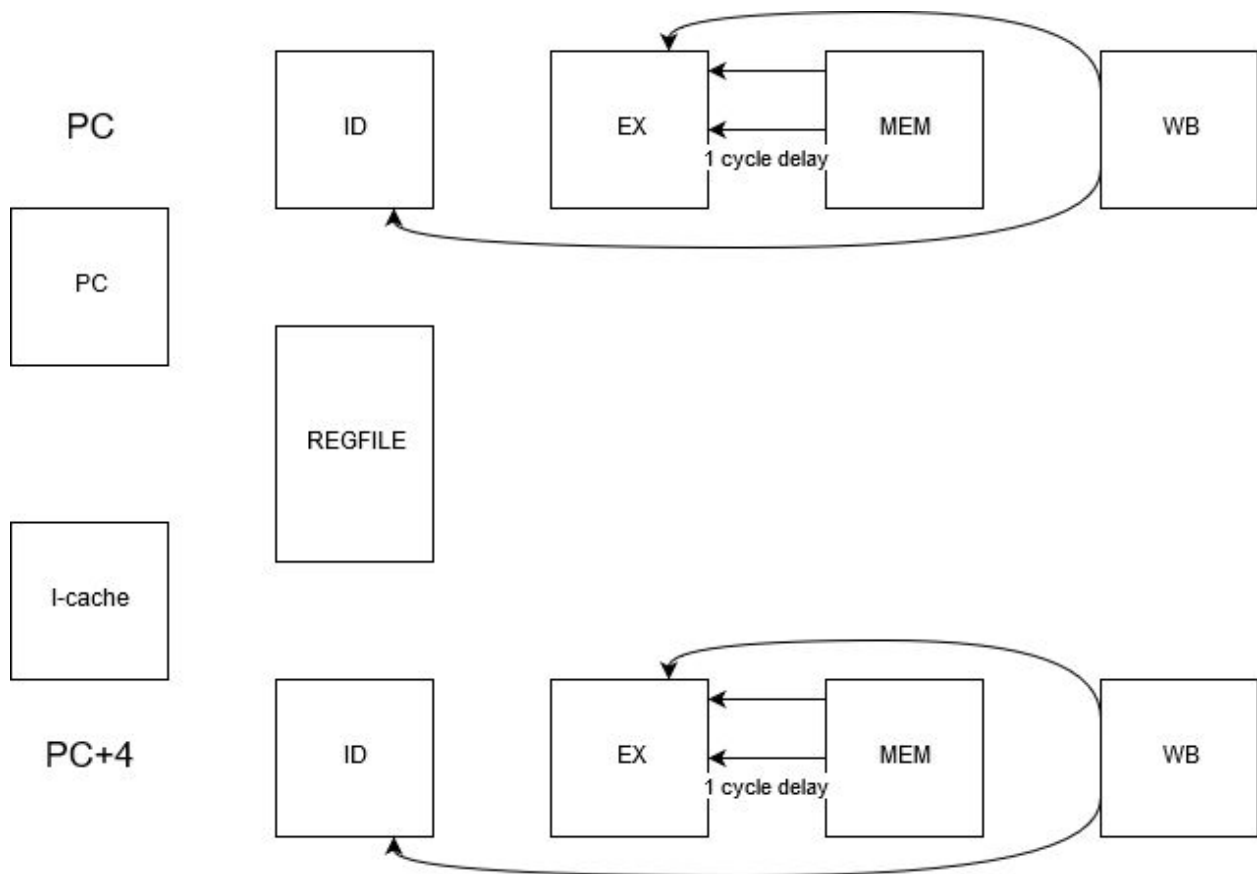 PC
ID
EX
1 cycle delay
MEM
WB
PC
REGFILE
I-cache
PC+4
ID
EX
1 cycle delay
MEM
WB